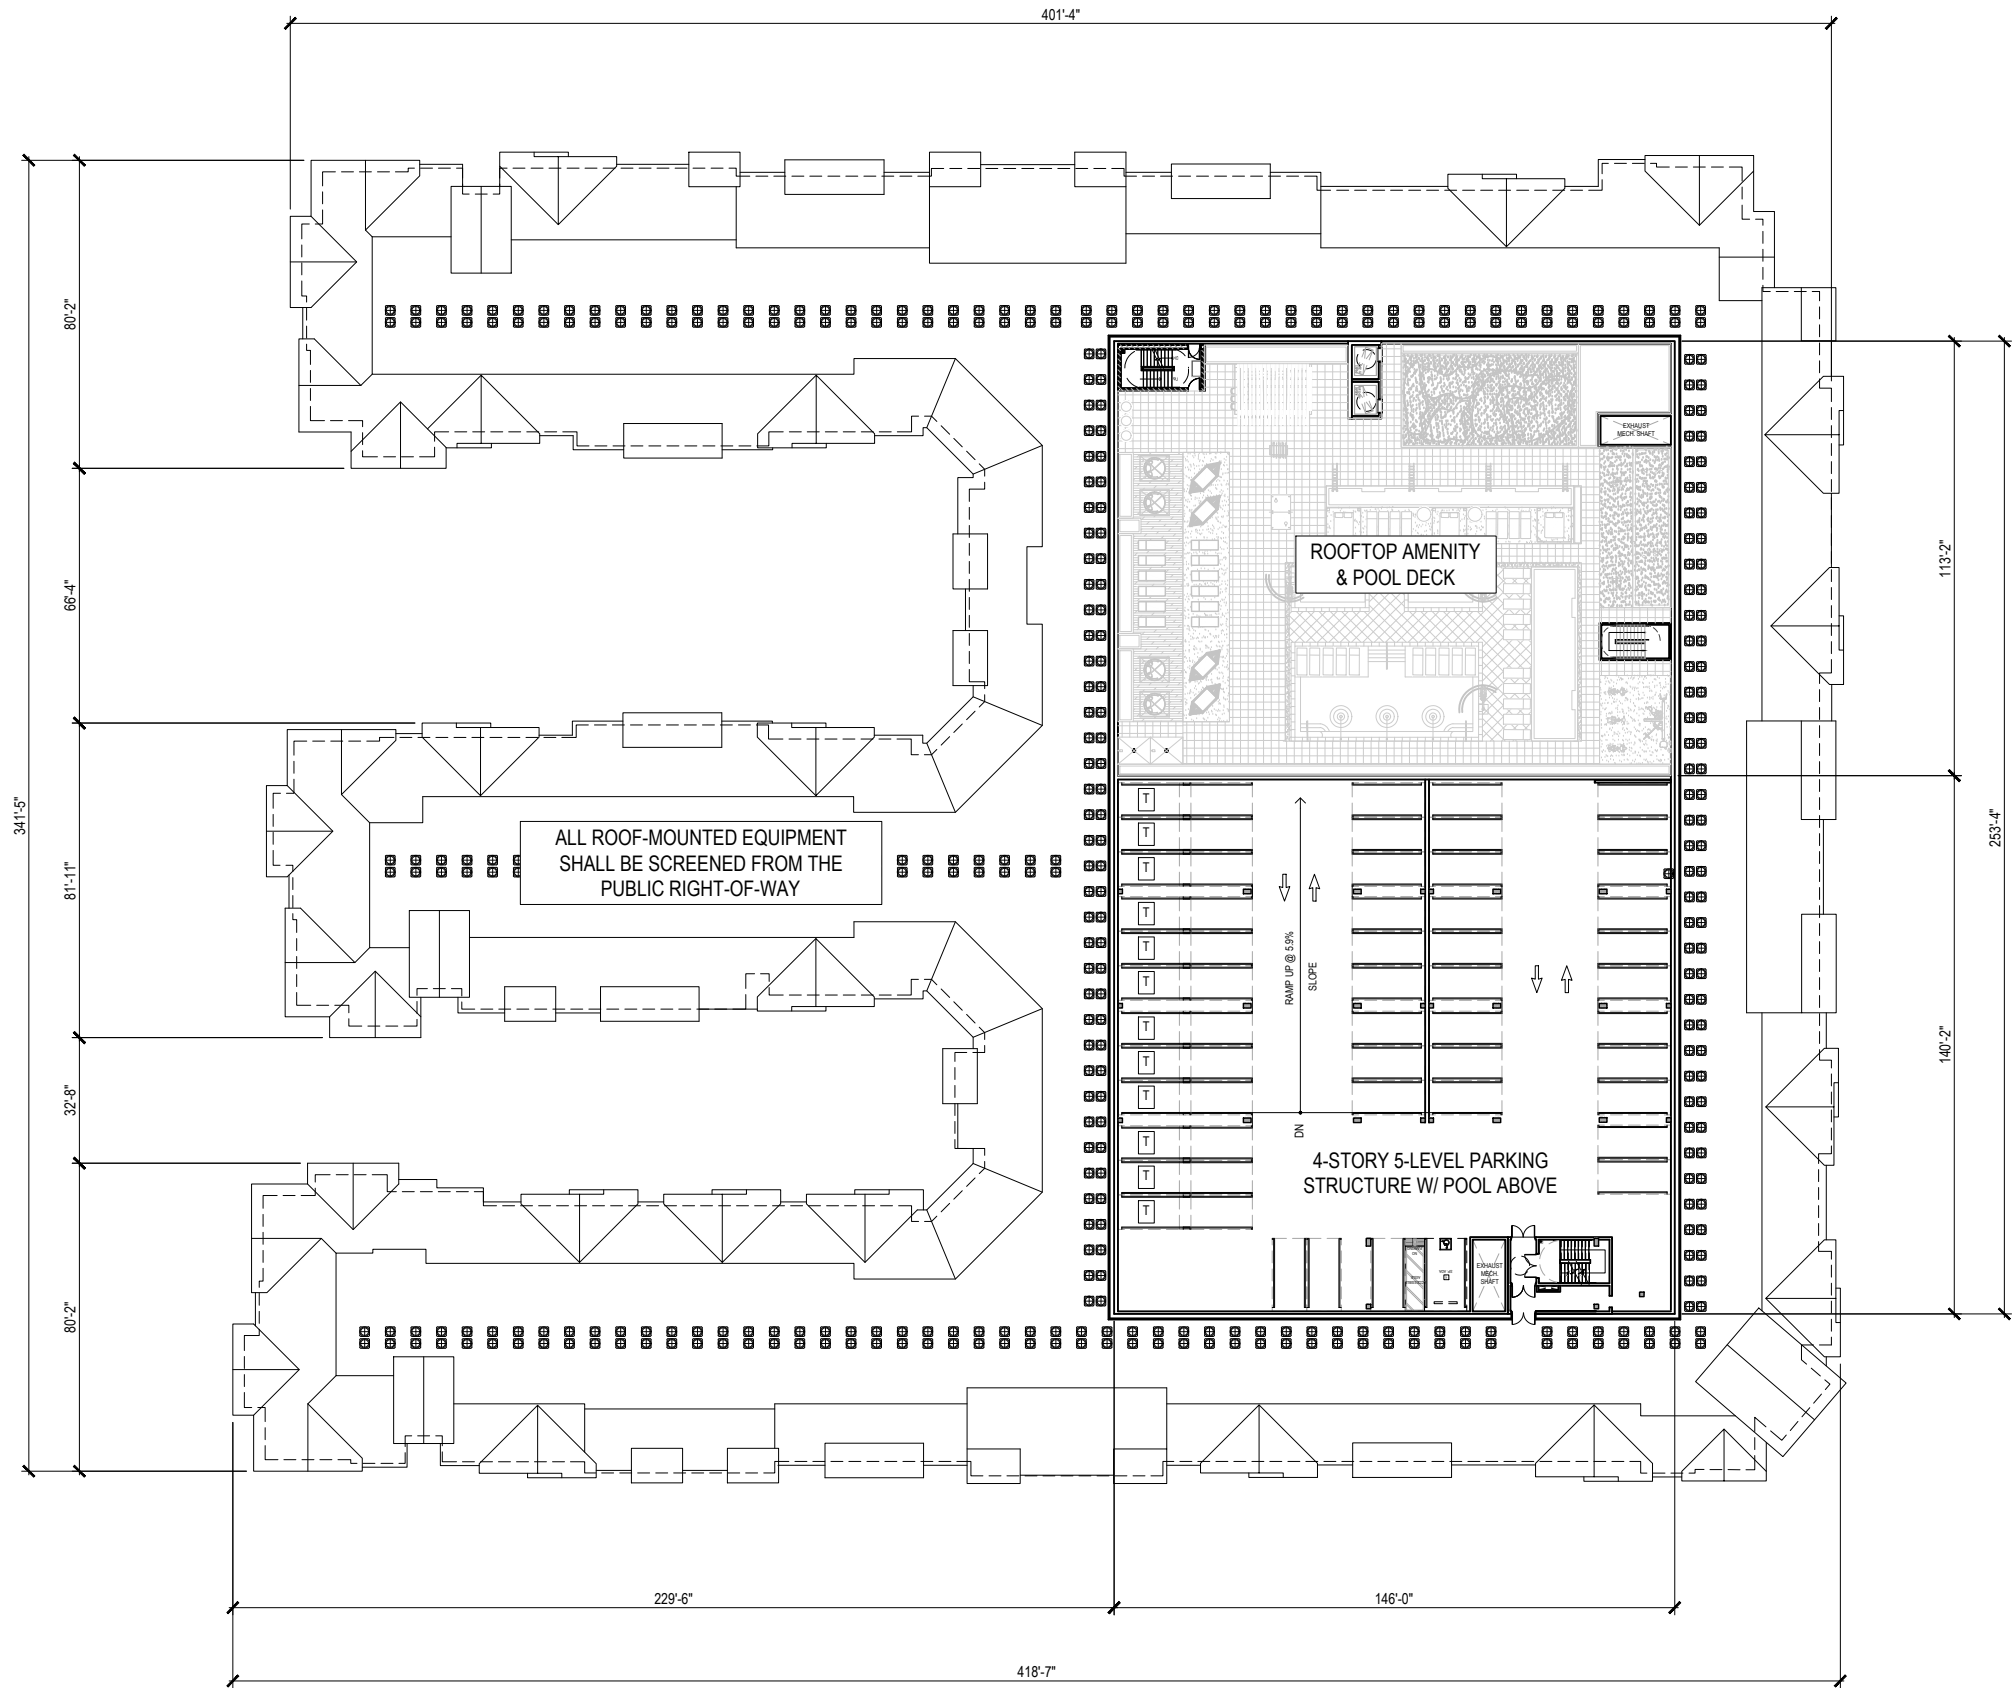 401'-4"
80'-2"
EXHAUST
MECH. SHAFT
ROOFTOP AMENITY
& POOL DECK
113'-2"
66'-4"
341'-5"
253'-4"
T
T
T
ALL ROOF-MOUNTED EQUIPMENT
SHALL BE SCREENED FROM THE
PUBLIC RIGHT-OF-WAY
81'-11"
T
T
T
RAMP UP @ 5.9%
SLOPE
140'-2"
T
T
T
32'-8"
DN
T
T
T
4-STORY 5-LEVEL PARKING
STRUCTURE W/ POOL ABOVE
80'-2"
EXHAUST
MECH.
SHAFT
229'-6"
146'-0"
418'-7"